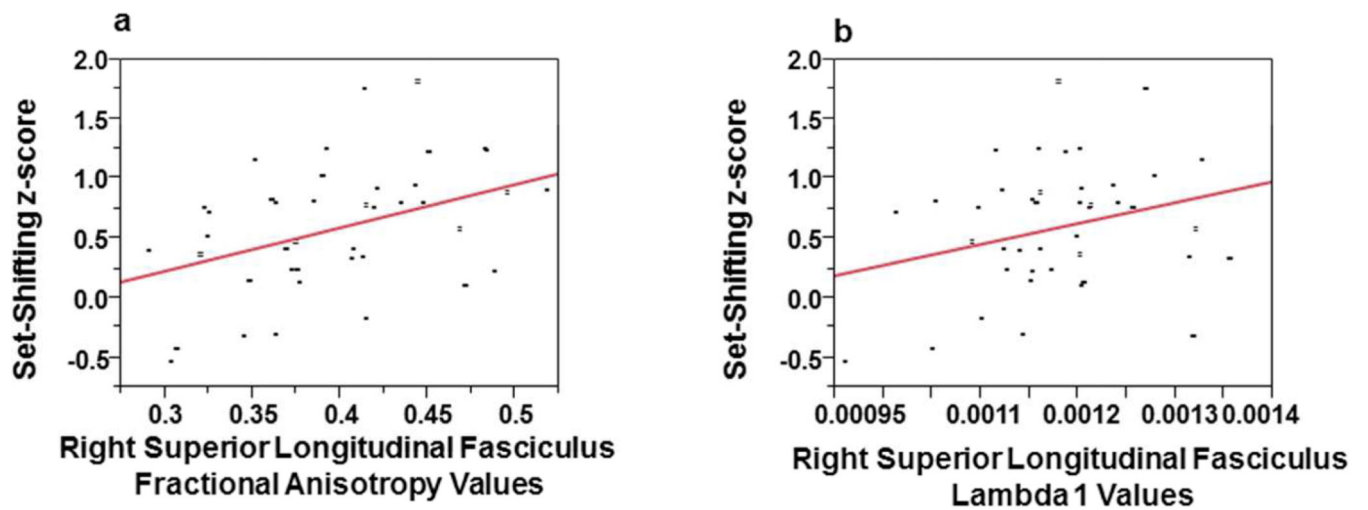 a
2.0
1.5
1.0
0.5
0.0
-0.5
Set-Shifting z-score
0.3 0.35 0.4 0.45 0.5
Right Superior Longitudinal Fasciculus
Fractional Anisotropy Values
b
2.0
1.5
1.0
0.5
0.0
-0.5
Set-Shifting z-score
0.00095 0.0011 0.0012 0.0013 0.0014
Right Superior Longitudinal Fasciculus
Lambda 1 Values